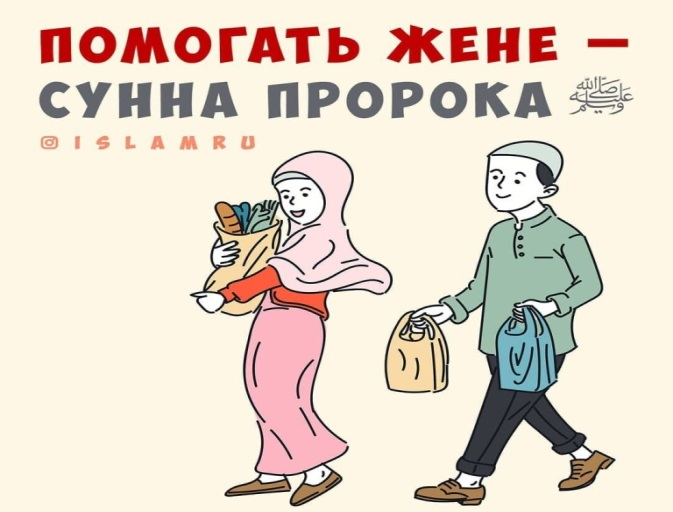 ПОМОГАТЬ ЖЕНЕ —
СУННА ПРОРОКА ﷺ
ISLAMRU